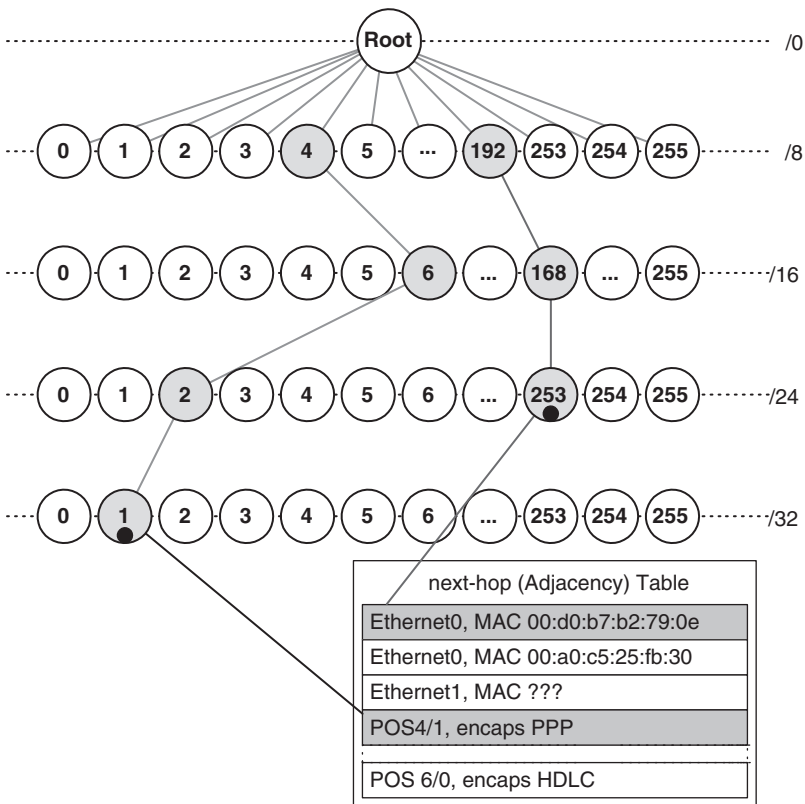 Root /0
0 1 2 3 4 5 ... 192 253 254 255 /8
0 1 2 3 4 5 6 ... 168 ... 255 /16
0 1 2 3 4 5 6 ... 253 254 255 /24
0 1 2 3 4 5 6 ... 253 254 255 /32
next-hop (Adjacency) Table
Ethernet0, MAC 00:d0:b7:b2:79:0e
Ethernet0, MAC 00:a0:c5:25:fb:30
Ethernet1, MAC ???
POS4/1, encaps PPP
POS 6/0, encaps HDLC